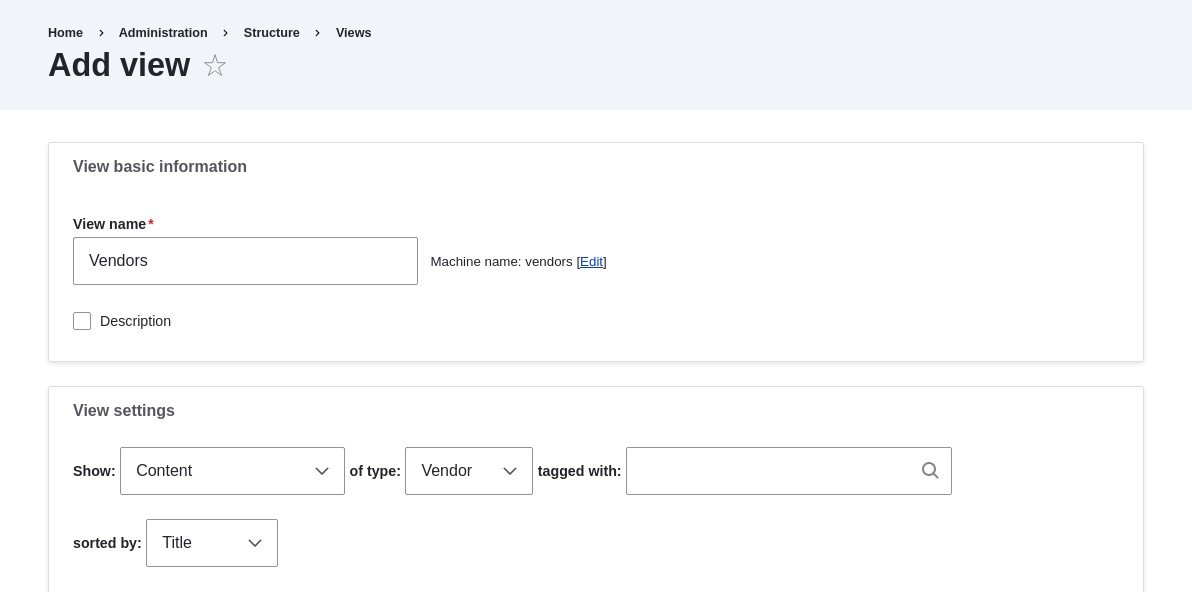 Home › Administration › Structure › Views
Add view ☆
View basic information
View name*
Vendors
Machine name: vendors [Edit]
Description
View settings
Show: Content of type: Vendor tagged with:
sorted by: Title